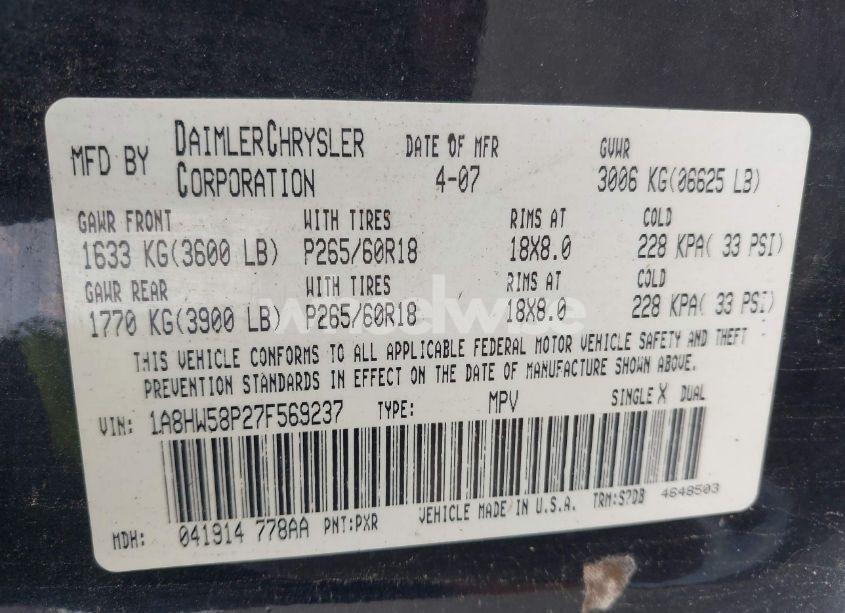 MFD BY DAIMLERCHRYSLER CORPORATION DATE OF MFR 4-07 GVWR 3006 KG(06625 LB)
GAWR FRONT WITH TIRES RIMS AT COLD
1633 KG(3600 LB) P265/60R18 18X8.0 228 KPA( 33 PSI)
GAWR REAR WITH TIRES RIMS AT COLD
1770 KG(3900 LB) P265/60R18 18X8.0 228 KPA( 33 PSI)
THIS VEHICLE CONFORMS TO ALL APPLICABLE FEDERAL MOTOR VEHICLE SAFETY AND THEFT
PREVENTION STANDARDS IN EFFECT ON THE DATE OF MANUFACTURE SHOWN ABOVE.
VIN: 1A8HW58P27F569237 TYPE: MPV SINGLE X DUAL
MDH: 041914 778AA PNT:PXR VEHICLE MADE IN U.S.A. TRM:S7DB 4648503
wheelwise